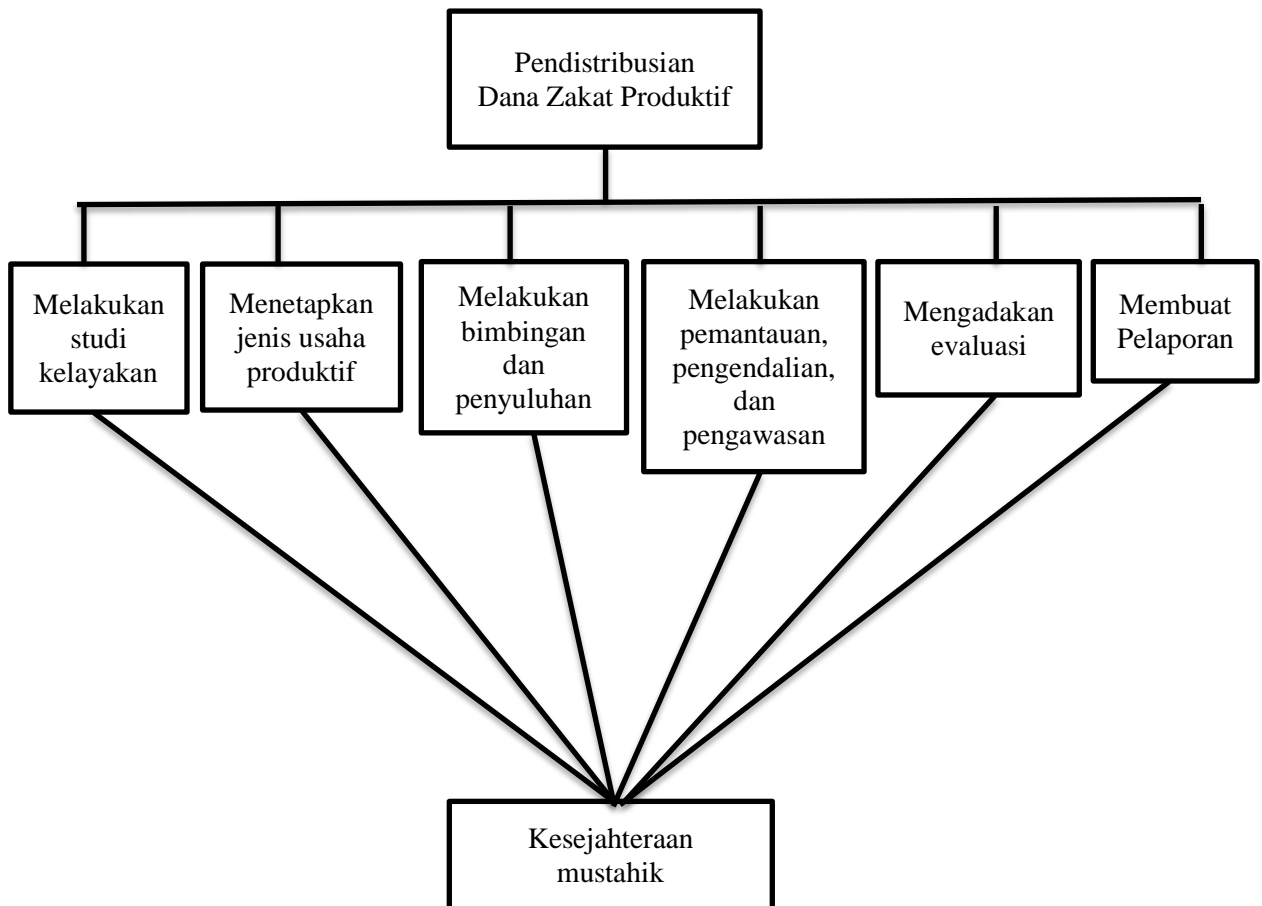 Pendistribusian
Dana Zakat Produktif
Melakukan
studi
kelayakan
Menetapkan
jenis usaha
produktif
Melakukan
bimbingan
dan
penyuluhan
Melakukan
pemantauan,
pengendalian,
dan
pengawasan
Mengadakan
evaluasi
Membuat
Pelaporan
Kesejahteraan
mustahik